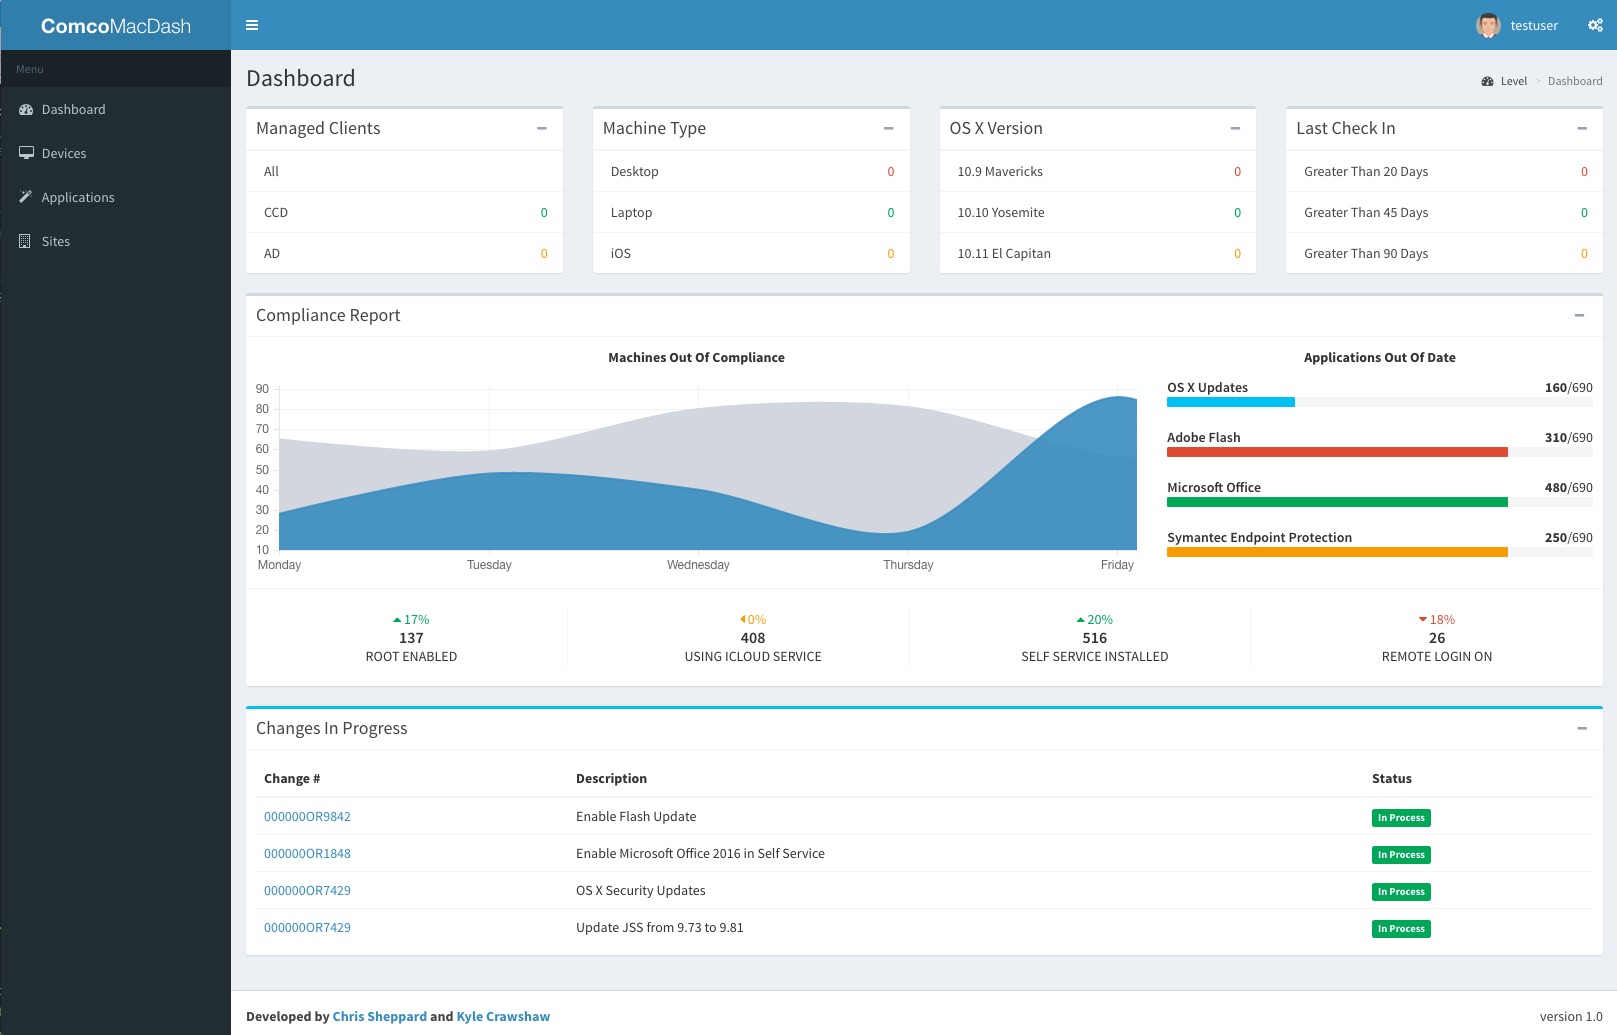 ComcoMacDash
testuser
Menu
Dashboard
Devices
Applications
Sites
Dashboard
Level > Dashboard
Managed Clients
All
CCD 0
AD 0
Machine Type
Desktop 0
Laptop 0
iOS 0
OS X Version
10.9 Mavericks 0
10.10 Yosemite 0
10.11 El Capitan 0
Last Check In
Greater Than 20 Days 0
Greater Than 45 Days 0
Greater Than 90 Days 0
Compliance Report
Machines Out Of Compliance
90
80
70
60
50
40
30
20
10
Monday Tuesday Wednesday Thursday Friday
Applications Out Of Date
OS X Updates 160/690
Adobe Flash 310/690
Microsoft Office 480/690
Symantec Endpoint Protection 250/690
17%
137
ROOT ENABLED
0%
408
USING ICLOUD SERVICE
20%
516
SELF SERVICE INSTALLED
18%
26
REMOTE LOGIN ON
Changes In Progress
Change # Description Status
000000OR9842 Enable Flash Update In Process
000000OR1848 Enable Microsoft Office 2016 in Self Service In Process
000000OR7429 OS X Security Updates In Process
000000OR7429 Update JSS from 9.73 to 9.81 In Process
Developed by Chris Sheppard and Kyle Crawshaw
version 1.0